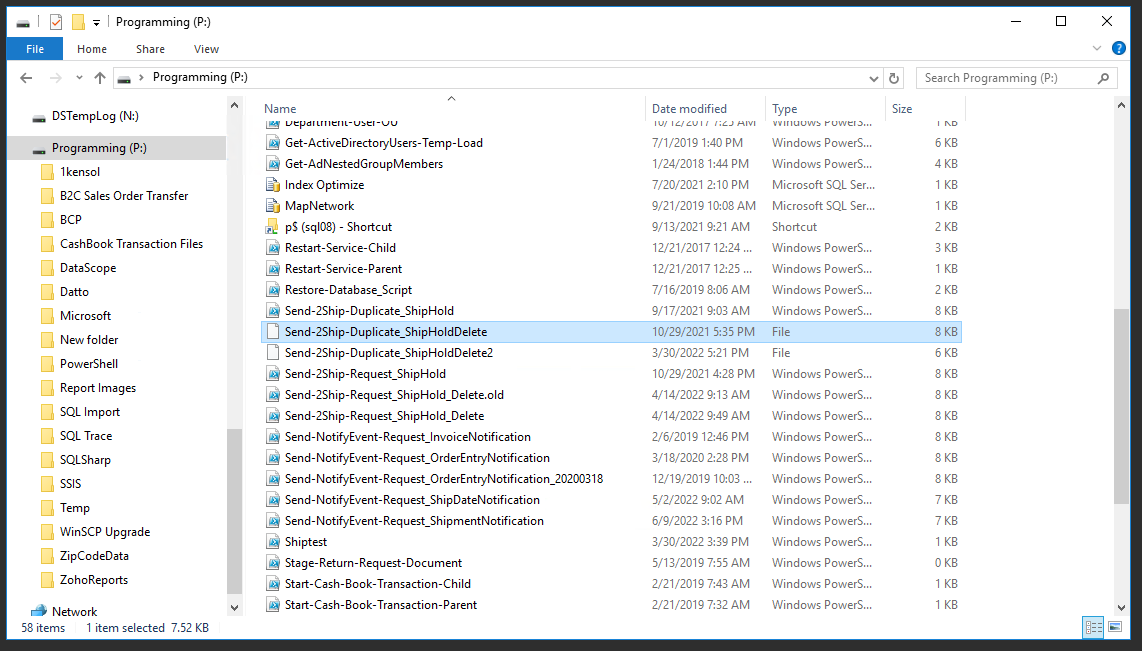 Programming (P:)
File Home Share View
Programming (P:) Search Programming (P:)
DSTempLog (N:)
Programming (P:)
1kensol
B2C Sales Order Transfer
BCP
CashBook Transaction Files
DataScope
Datto
Microsoft
New folder
PowerShell
Report Images
SQL Import
SQL Trace
SQLSharp
SSIS
Temp
WinSCP Upgrade
ZipCodeData
ZohoReports
Network
Name Date modified Type Size
Department-User-OU 10/12/2017 7:25 AM Windows PowerS... 1 KB
Get-ActiveDirectoryUsers-Temp-Load 7/1/2019 1:40 PM Windows PowerS... 6 KB
Get-AdNestedGroupMembers 1/24/2018 1:44 PM Windows PowerS... 4 KB
Index Optimize 7/20/2021 2:10 PM Microsoft SQL Ser... 1 KB
MapNetwork 9/21/2019 10:08 AM Microsoft SQL Ser... 1 KB
p$ (sql08) - Shortcut 9/13/2021 9:21 AM Shortcut 2 KB
Restart-Service-Child 12/21/2017 12:24 ... Windows PowerS... 3 KB
Restart-Service-Parent 12/21/2017 12:25 ... Windows PowerS... 1 KB
Restore-Database_Script 7/16/2019 8:06 AM Windows PowerS... 2 KB
Send-2Ship-Duplicate_ShipHold 9/17/2021 9:03 AM Windows PowerS... 8 KB
Send-2Ship-Duplicate_ShipHoldDelete 10/29/2021 5:35 PM File 8 KB
Send-2Ship-Duplicate_ShipHoldDelete2 3/30/2022 5:21 PM File 6 KB
Send-2Ship-Request_ShipHold 10/29/2021 4:28 PM Windows PowerS... 8 KB
Send-2Ship-Request_ShipHold_Delete.old 4/14/2022 9:13 AM Windows PowerS... 8 KB
Send-2Ship-Request_ShipHold_Delete 4/14/2022 9:49 AM Windows PowerS... 8 KB
Send-NotifyEvent-Request_InvoiceNotification 2/6/2019 12:46 PM Windows PowerS... 8 KB
Send-NotifyEvent-Request_OrderEntryNotification 3/18/2020 2:28 PM Windows PowerS... 8 KB
Send-NotifyEvent-Request_OrderEntryNotification_20200318 12/19/2019 10:03 ... Windows PowerS... 8 KB
Send-NotifyEvent-Request_ShipDateNotification 5/2/2022 9:02 AM Windows PowerS... 7 KB
Send-NotifyEvent-Request_ShipmentNotification 6/9/2022 3:16 PM Windows PowerS... 7 KB
Shiptest 3/30/2022 3:39 PM Windows PowerS... 1 KB
Stage-Return-Request-Document 5/13/2019 7:55 AM Windows PowerS... 0 KB
Start-Cash-Book-Transaction-Child 2/21/2019 7:43 AM Windows PowerS... 1 KB
Start-Cash-Book-Transaction-Parent 2/21/2019 7:32 AM Windows PowerS... 1 KB
58 items 1 item selected 7.52 KB